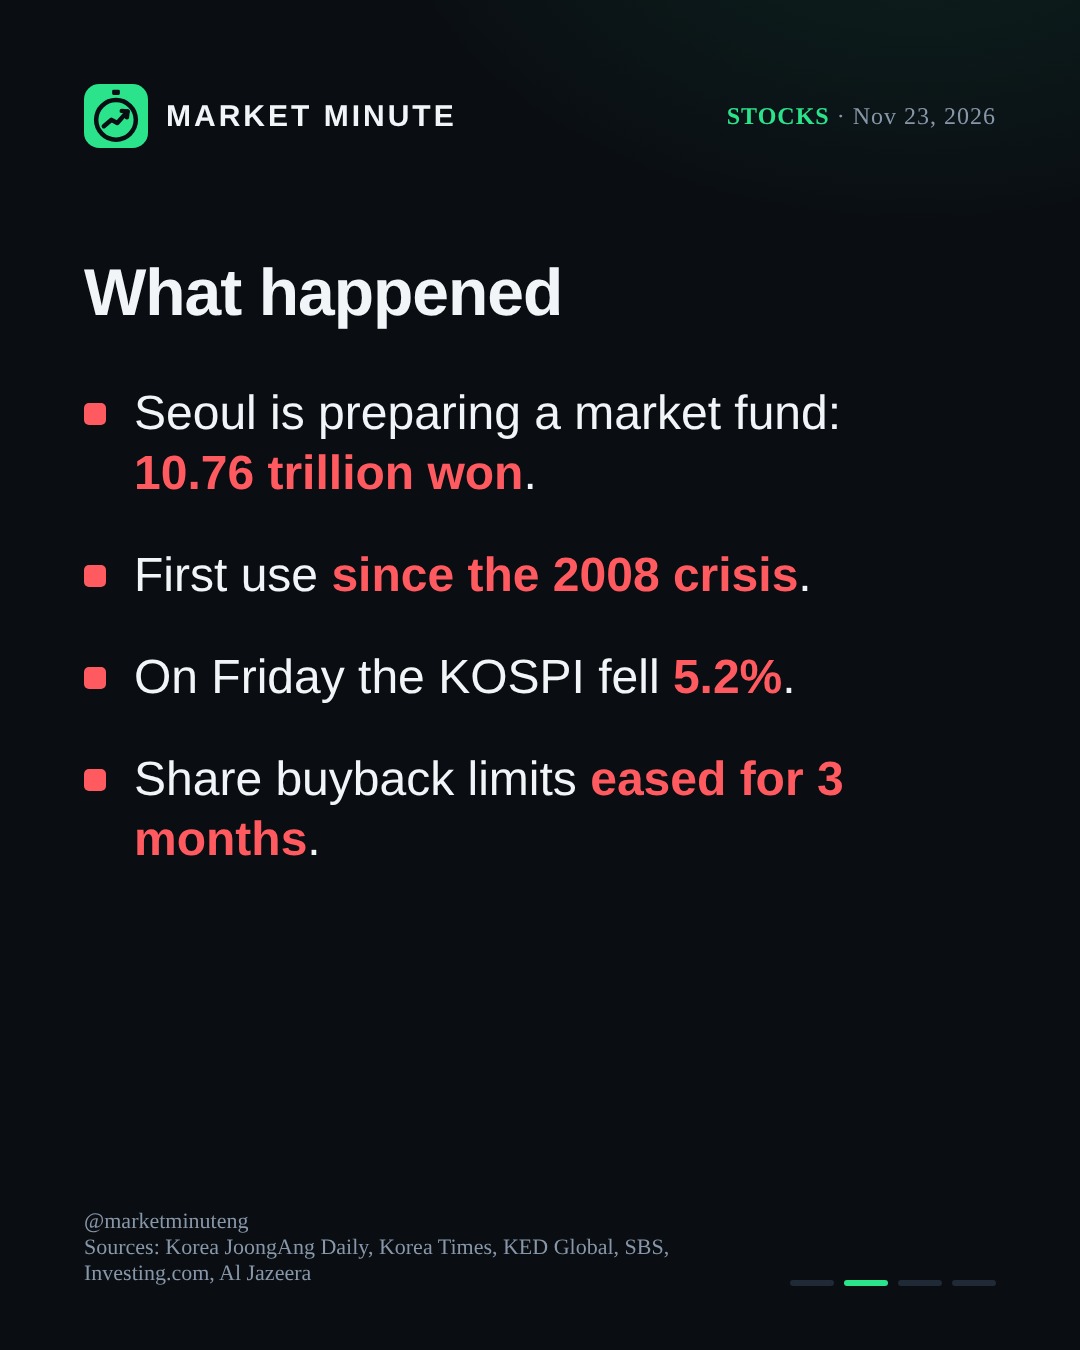 MARKET MINUTE
STOCKS · Nov 23, 2026
What happened
Seoul is preparing a market fund:
10.76 trillion won.
First use since the 2008 crisis.
On Friday the KOSPI fell 5.2%.
Share buyback limits eased for 3
months.
@marketminuteng
Sources: Korea JoongAng Daily, Korea Times, KED Global, SBS,
Investing.com, Al Jazeera